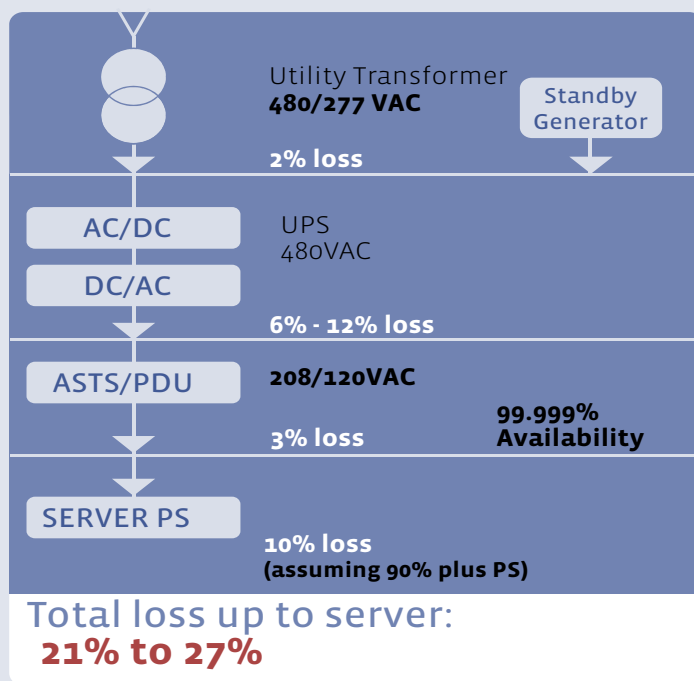 Utility Transformer
480/277 VAC
Standby
Generator
2% loss
AC/DC
UPS
480VAC
DC/AC
6% - 12% loss
ASTS/PDU
208/120VAC
99.999%
Availability
3% loss
SERVER PS
10% loss
(assuming 90% plus PS)
Total loss up to server:
21% to 27%